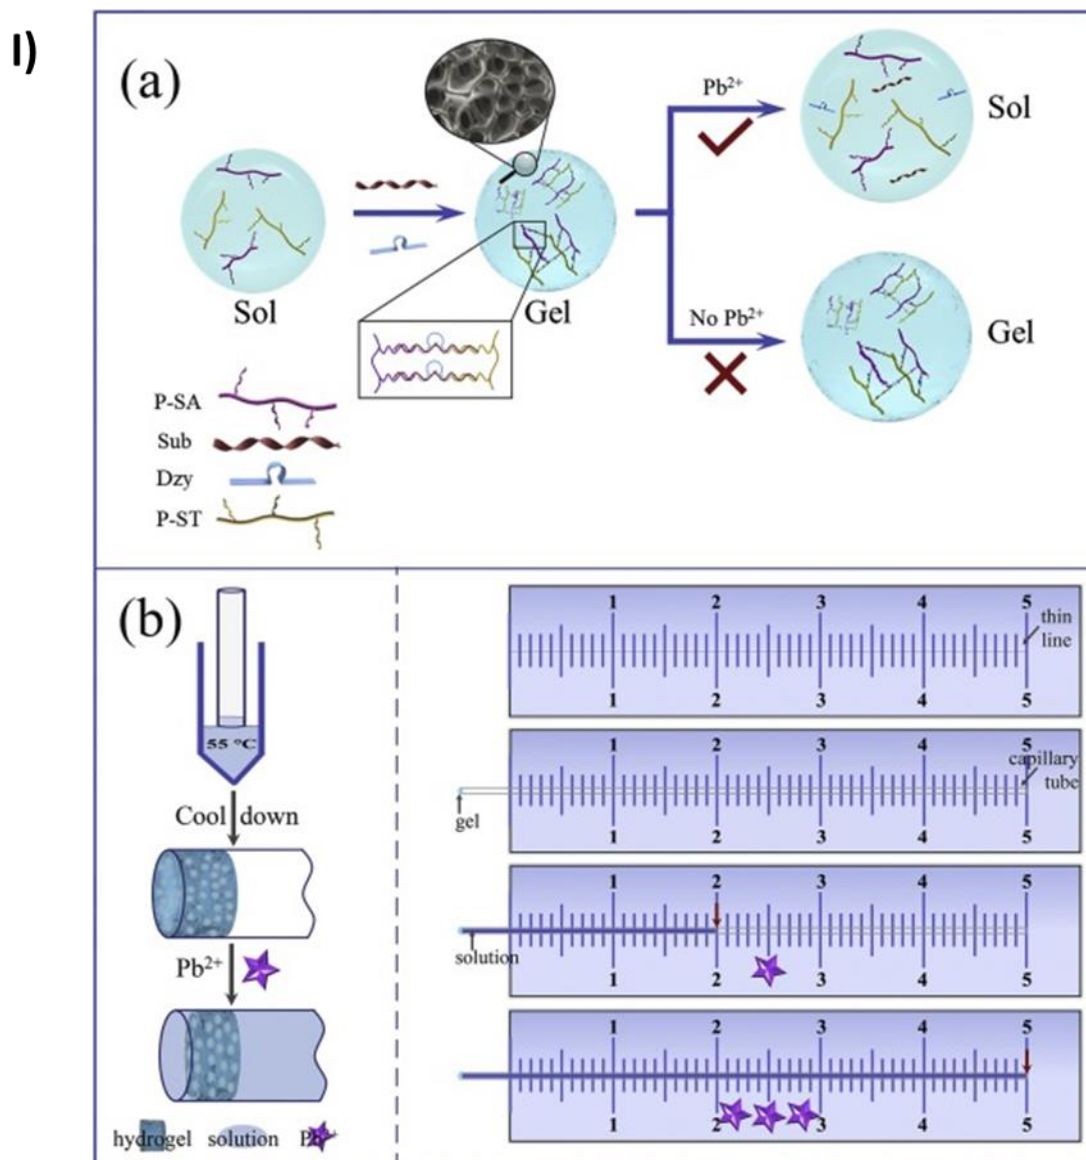 I)
(a)
Pb²⁺
Sol
Sol
Gel
No Pb²⁺
Gel
P-SA
Sub
Dzy
P-ST
(b)
55 °C
Cool down
Pb²⁺
hydrogel solution Pb
1 2 3 4 5
thin
line
1 2 3 4 5
1 2 3 4 5
capillary
tube
gel
1 2 3 4 5
1 2 3 4 5
solution
1 2 3 4 5
1 2 3 4 5
1 2 3 4 5